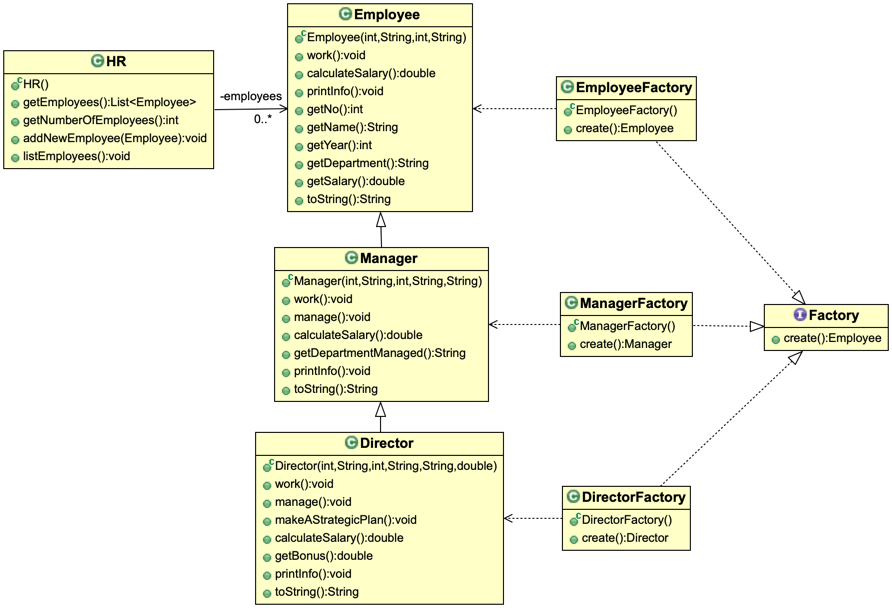 Employee
Employee(int,String,int,String)
work():void
calculateSalary():double
printInfo():void
getNo():int
getName():String
getYear():int
getDepartment():String
getSalary():double
toString():String
HR
HR()
getEmployees():List<Employee>
getNumberOfEmployees():int
addNewEmployee(Employee):void
listEmployees():void
-employees
0..*
EmployeeFactory
EmployeeFactory()
create():Employee
Manager
Manager(int,String,int,String,String)
work():void
manage():void
calculateSalary():double
getDepartmentManaged():String
printInfo():void
toString():String
ManagerFactory
ManagerFactory()
create():Manager
Factory
create():Employee
Director
Director(int,String,int,String,String,double)
work():void
manage():void
makeAStrategicPlan():void
calculateSalary():double
getBonus():double
printInfo():void
toString():String
DirectorFactory
DirectorFactory()
create():Director